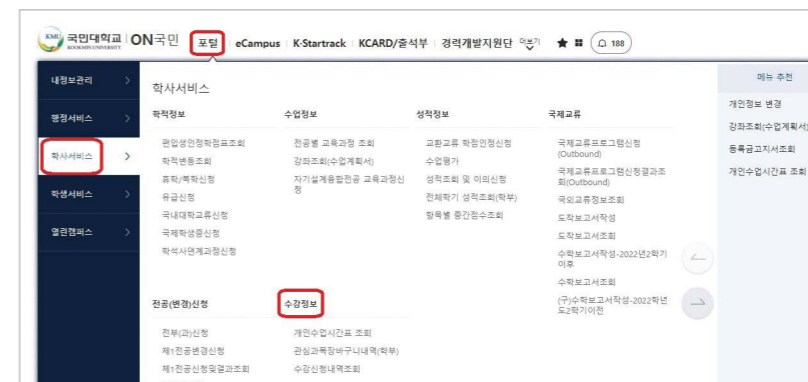 KMU 국민대학교 ON국민 포털 eCampus K·Startrack KCARD/출석부 경력개발지원단 더보기 188
KOOKMIN UNIVERSITY
내정보관리
행정서비스
학사서비스
학생서비스
열린캠퍼스
학사서비스
학적정보
편입생인정학점표조회
학적변동조회
휴학/복학신청
유급신청
국내대학교류신청
국제학생증신청
학석사연계과정신청
수업정보
전공별 교육과정 조회
강좌조회(수업계획서)
자기설계융합전공 교육과정신
청
성적정보
교환교류 학점인정신청
수업평가
성적조회 및 이의신청
전체학기 성적조회(학부)
항목별 중간점수조회
국제교류
국제교류프로그램신청
(Outbound)
국제교류프로그램신청결과조
회(Outbound)
국외교류정보조회
도착보고서작성
도착보고서조회
수학보고서작성-2022년2학기
이후
수학보고서조회
(구)수학보고서작성-2022학년
도2학기이전
전공(변경)신청
전부(과)신청
제1전공변경신청
제1전공신청및결과조회
수강정보
개인수업시간표 조회
관심과목장바구니내역(학부)
수강신청내역조회
메뉴 추천
개인정보 변경
강좌조회(수업계획서)
등록금고지서조회
개인수업시간표 조회